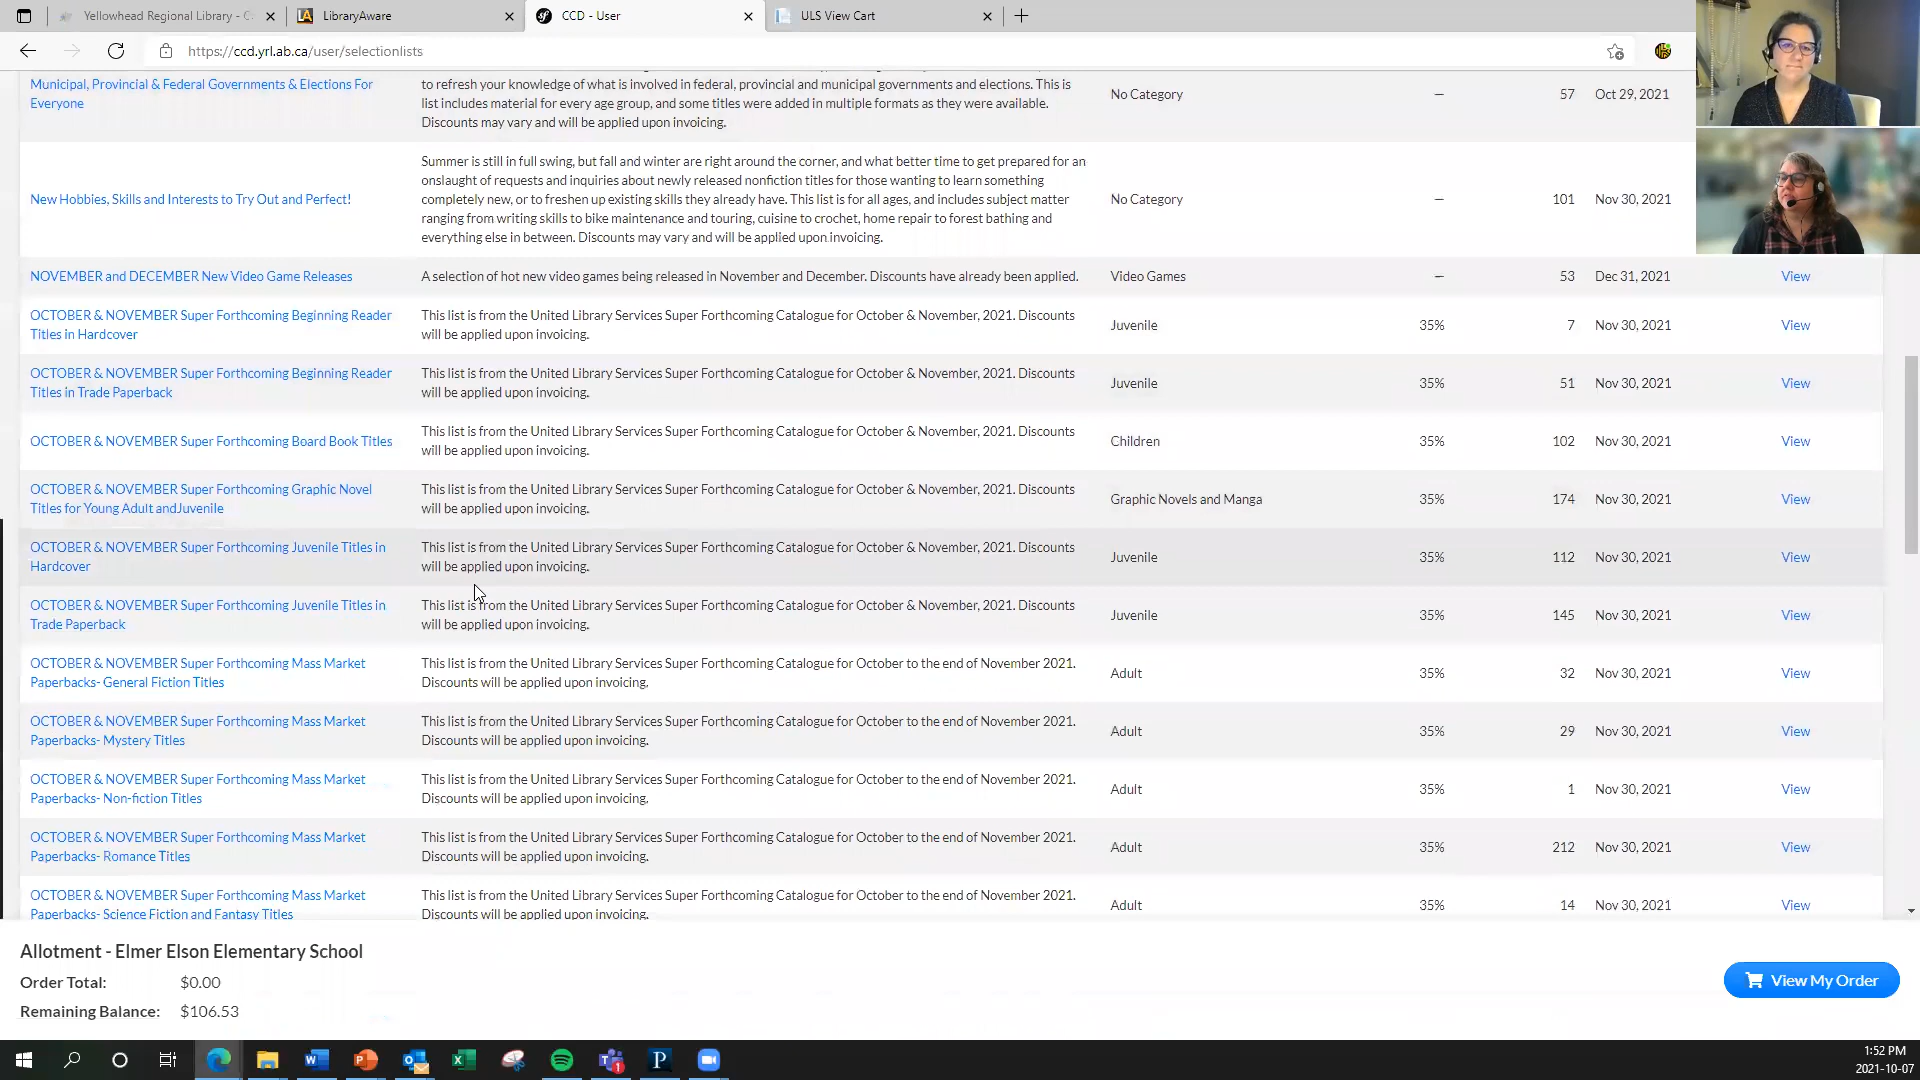 Yellowhead Regional Library - C
LibraryAware
CCD - User
ULS View Cart
https://ccd.yrl.ab.ca/user/selectionlists
Municipal, Provincial & Federal Governments & Elections For
Everyone
to refresh your knowledge of what is involved in federal, provincial and municipal governments and elections. This is
list includes material for every age group, and some titles were added in multiple formats as they were available.
Discounts may vary and will be applied upon invoicing.
No Category — 57 Oct 29, 2021
New Hobbies, Skills and Interests to Try Out and Perfect!
Summer is still in full swing, but fall and winter are right around the corner, and what better time to get prepared for an
onslaught of requests and inquiries about newly released nonfiction titles for those wanting to learn something
completely new, or to freshen up existing skills they already have. This list is for all ages, and includes subject matter
ranging from writing skills to bike maintenance and touring, cuisine to crochet, home repair to forest bathing and
everything else in between. Discounts may vary and will be applied upon invoicing.
No Category — 101 Nov 30, 2021
NOVEMBER and DECEMBER New Video Game Releases
A selection of hot new video games being released in November and December. Discounts have already been applied.
Video Games — 53 Dec 31, 2021 View
OCTOBER & NOVEMBER Super Forthcoming Beginning Reader
Titles in Hardcover
This list is from the United Library Services Super Forthcoming Catalogue for October & November, 2021. Discounts
will be applied upon invoicing.
Juvenile 35% 7 Nov 30, 2021 View
OCTOBER & NOVEMBER Super Forthcoming Beginning Reader
Titles in Trade Paperback
This list is from the United Library Services Super Forthcoming Catalogue for October & November, 2021. Discounts
will be applied upon invoicing.
Juvenile 35% 51 Nov 30, 2021 View
OCTOBER & NOVEMBER Super Forthcoming Board Book Titles
This list is from the United Library Services Super Forthcoming Catalogue for October & November, 2021. Discounts
will be applied upon invoicing.
Children 35% 102 Nov 30, 2021 View
OCTOBER & NOVEMBER Super Forthcoming Graphic Novel
Titles for Young Adult andJuvenile
This list is from the United Library Services Super Forthcoming Catalogue for October & November, 2021. Discounts
will be applied upon invoicing.
Graphic Novels and Manga 35% 174 Nov 30, 2021 View
OCTOBER & NOVEMBER Super Forthcoming Juvenile Titles in
Hardcover
This list is from the United Library Services Super Forthcoming Catalogue for October & November, 2021. Discounts
will be applied upon invoicing.
Juvenile 35% 112 Nov 30, 2021 View
OCTOBER & NOVEMBER Super Forthcoming Juvenile Titles in
Trade Paperback
This list is from the United Library Services Super Forthcoming Catalogue for October & November, 2021. Discounts
will be applied upon invoicing.
Juvenile 35% 145 Nov 30, 2021 View
OCTOBER & NOVEMBER Super Forthcoming Mass Market
Paperbacks- General Fiction Titles
This list is from the United Library Services Super Forthcoming Catalogue for October to the end of November 2021.
Discounts will be applied upon invoicing.
Adult 35% 32 Nov 30, 2021 View
OCTOBER & NOVEMBER Super Forthcoming Mass Market
Paperbacks- Mystery Titles
This list is from the United Library Services Super Forthcoming Catalogue for October to the end of November 2021.
Discounts will be applied upon invoicing.
Adult 35% 29 Nov 30, 2021 View
OCTOBER & NOVEMBER Super Forthcoming Mass Market
Paperbacks- Non-fiction Titles
This list is from the United Library Services Super Forthcoming Catalogue for October to the end of November 2021.
Discounts will be applied upon invoicing.
Adult 35% 1 Nov 30, 2021 View
OCTOBER & NOVEMBER Super Forthcoming Mass Market
Paperbacks- Romance Titles
This list is from the United Library Services Super Forthcoming Catalogue for October to the end of November 2021.
Discounts will be applied upon invoicing.
Adult 35% 212 Nov 30, 2021 View
OCTOBER & NOVEMBER Super Forthcoming Mass Market
Paperbacks- Science Fiction and Fantasy Titles
This list is from the United Library Services Super Forthcoming Catalogue for October to the end of November 2021.
Discounts will be applied upon invoicing.
Adult 35% 14 Nov 30, 2021 View
Allotment - Elmer Elson Elementary School
Order Total: $0.00
Remaining Balance: $106.53
View My Order
1:52 PM
2021-10-07